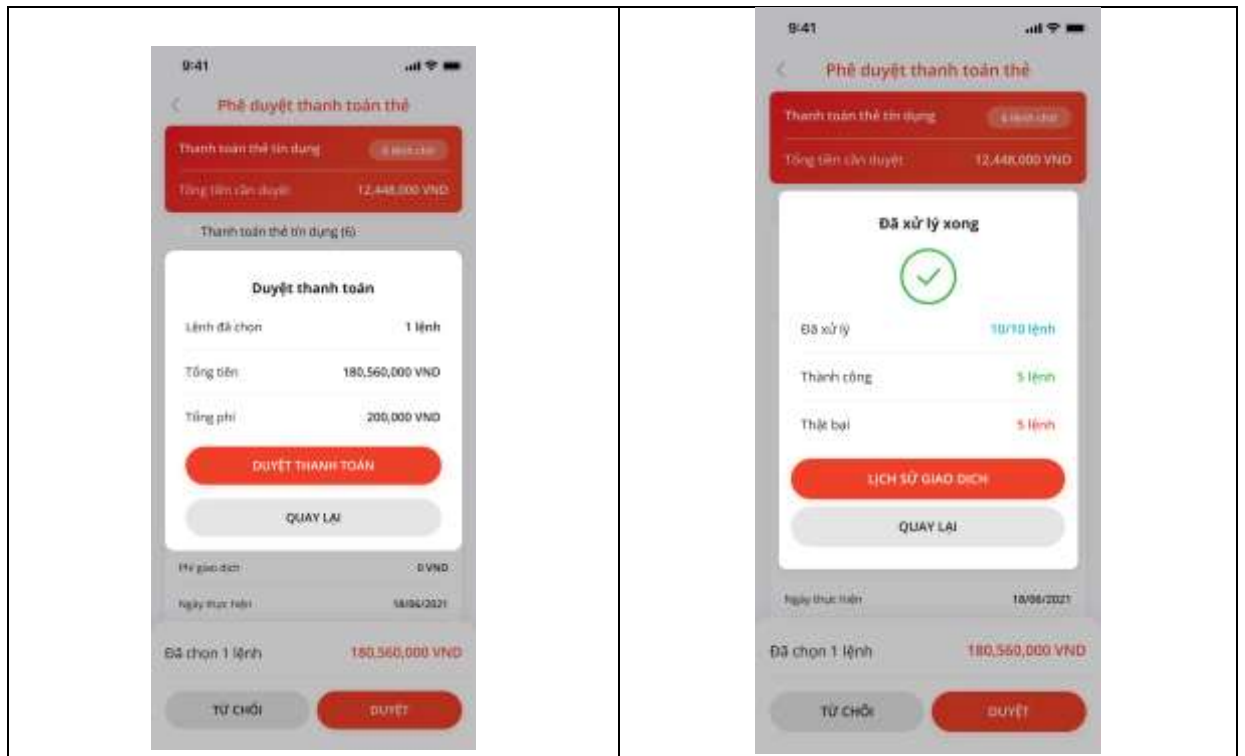 9:41
Phê duyệt thanh toán thẻ
Thanh toán thẻ tín dụng 6 lệnh chờ
Tổng tiền cần duyệt 12,448,000 VND
Thanh toán thẻ tín dụng (6)
Duyệt thanh toán
Lệnh đã chọn 1 lệnh
Tổng tiền 180,560,000 VND
Tổng phí 200,000 VND
DUYỆT THANH TOÁN
QUAY LẠI
Phí giao dịch 0 VND
Ngày thực hiện 18/06/2021
Đã chọn 1 lệnh 180,560,000 VND
TỪ CHỐI DUYỆT
9:41
Phê duyệt thanh toán thẻ
Thanh toán thẻ tín dụng 6 lệnh chờ
Tổng tiền cần duyệt 12,448,000 VND
Đã xử lý xong
Đã xử lý 10/10 lệnh
Thành công 5 lệnh
Thất bại 5 lệnh
LỊCH SỬ GIAO DỊCH
QUAY LẠI
Ngày thực hiện 18/06/2021
Đã chọn 1 lệnh 180,560,000 VND
TỪ CHỐI DUYỆT